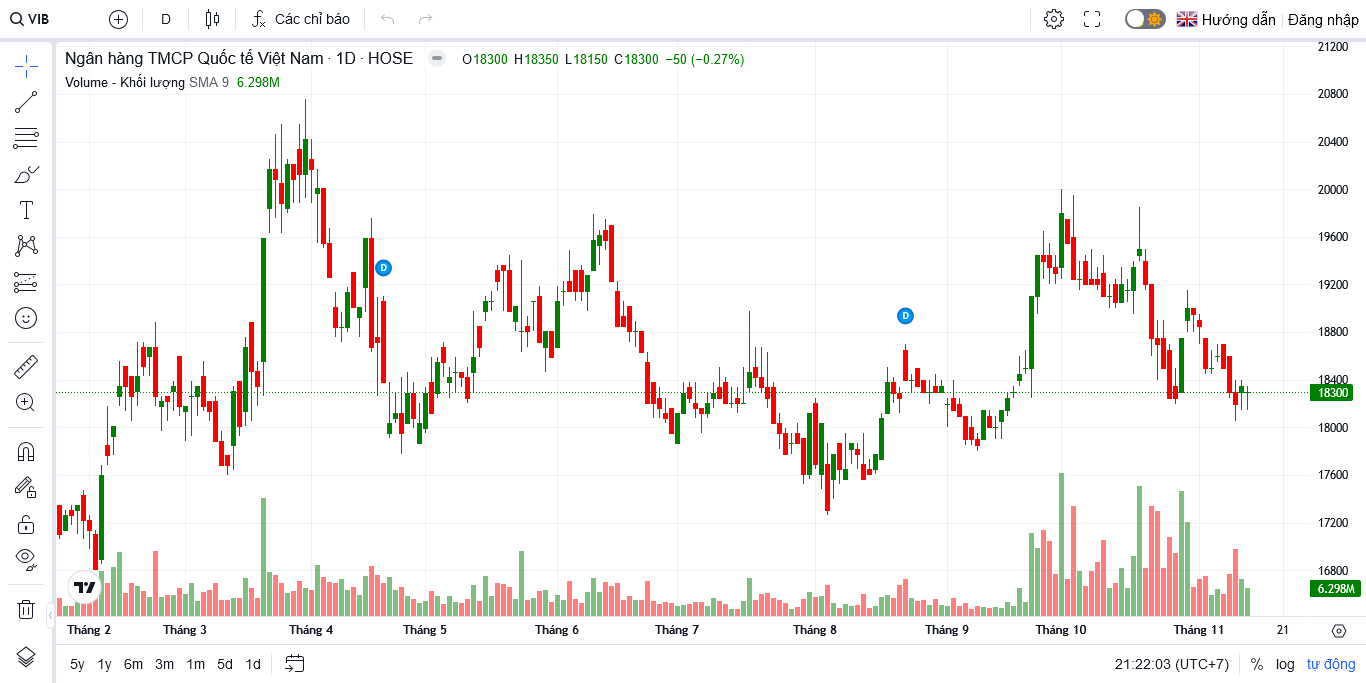 VIB D Các chỉ báo Hướng dẫn Đăng nhập
Ngân hàng TMCP Quốc tế Việt Nam · 1D · HOSE O18300 H18350 L18150 C18300 −50 (−0.27%)
Volume - Khối lượng SMA 9 6.298M
21200
20800
20400
20000
19600
19200
18800
18400
18300
18000
17600
17200
16800
6.298M
D
D
Tháng 2 Tháng 3 Tháng 4 Tháng 5 Tháng 6 Tháng 7 Tháng 8 Tháng 9 Tháng 10 Tháng 11 21
5y 1y 6m 3m 1m 5d 1d 21:22:03 (UTC+7) % log tự động